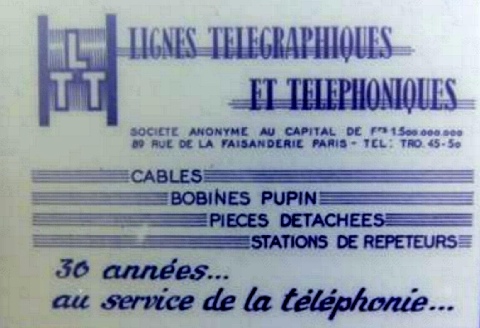 L
TT
LIGNES TELEGRAPHIQUES
ET TELEPHONIQUES
SOCIETE ANONYME AU CAPITAL DE Frs 1.500.000.000
89 RUE DE LA FAISANDERIE PARIS - TEL: TRO. 45-50
CABLES
BOBINES PUPIN
PIECES DETACHEES
STATIONS DE REPETEURS
30 années...
au service de la téléphonie...